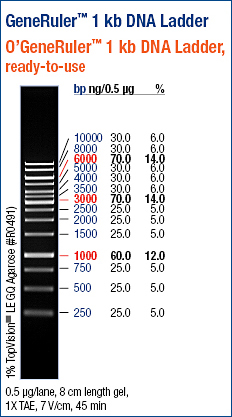 GeneRuler™ 1 kb DNA Ladder
O’GeneRuler™ 1 kb DNA Ladder,
ready-to-use
bp ng/0.5 µg %
10000 30.0 6.0
8000 30.0 6.0
6000 70.0 14.0
5000 30.0 6.0
4000 30.0 6.0
3500 30.0 6.0
3000 70.0 14.0
2500 25.0 5.0
2000 25.0 5.0
1500 25.0 5.0
1000 60.0 12.0
750 25.0 5.0
500 25.0 5.0
250 25.0 5.0
1% TopVision™ LE GQ Agarose (#R0491)
0.5 µg/lane, 8 cm length gel,
1X TAE, 7 V/cm, 45 min